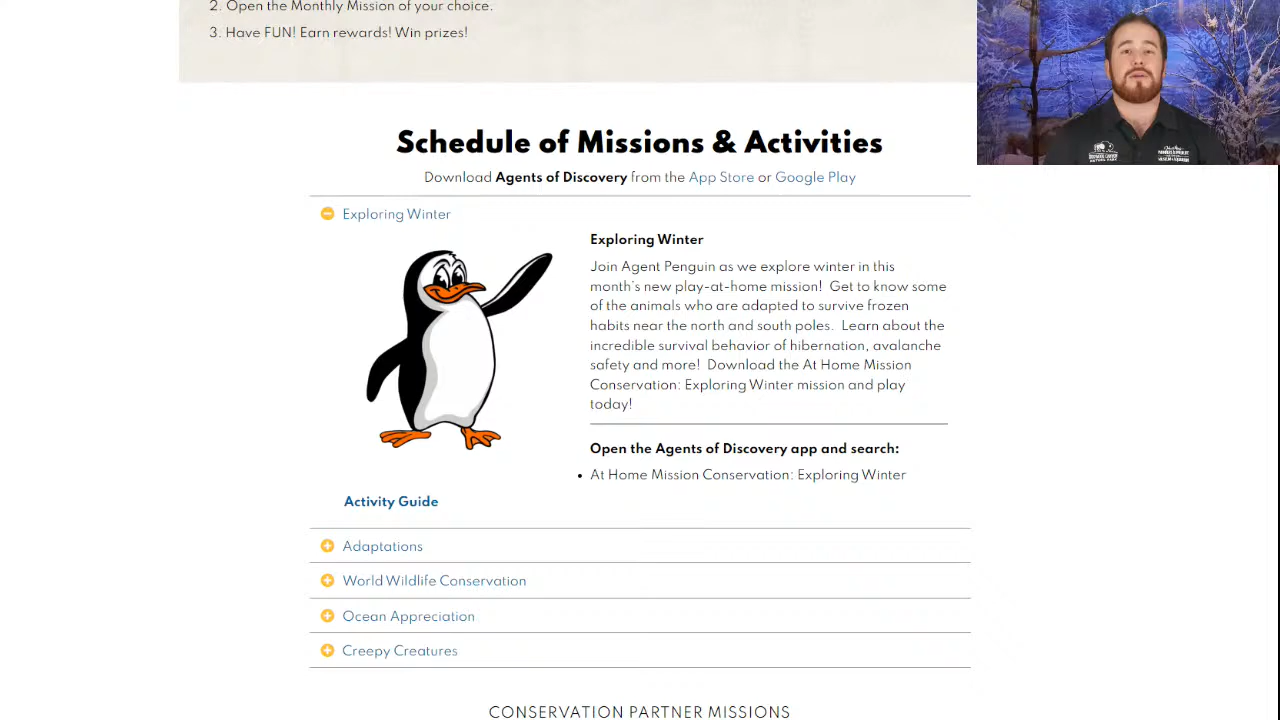 2. Open the Monthly Mission of your choice.
3. Have FUN! Earn rewards! Win prizes!
Schedule of Missions & Activities
Download Agents of Discovery from the App Store or Google Play
Exploring Winter
Exploring Winter
Join Agent Penguin as we explore winter in this
month's new play-at-home mission! Get to know some
of the animals who are adapted to survive frozen
habits near the north and south poles. Learn about the
incredible survival behavior of hibernation, avalanche
safety and more! Download the At Home Mission
Conservation: Exploring Winter mission and play
today!
Open the Agents of Discovery app and search:
• At Home Mission Conservation: Exploring Winter
Activity Guide
Adaptations
World Wildlife Conservation
Ocean Appreciation
Creepy Creatures
CONSERVATION PARTNER MISSIONS